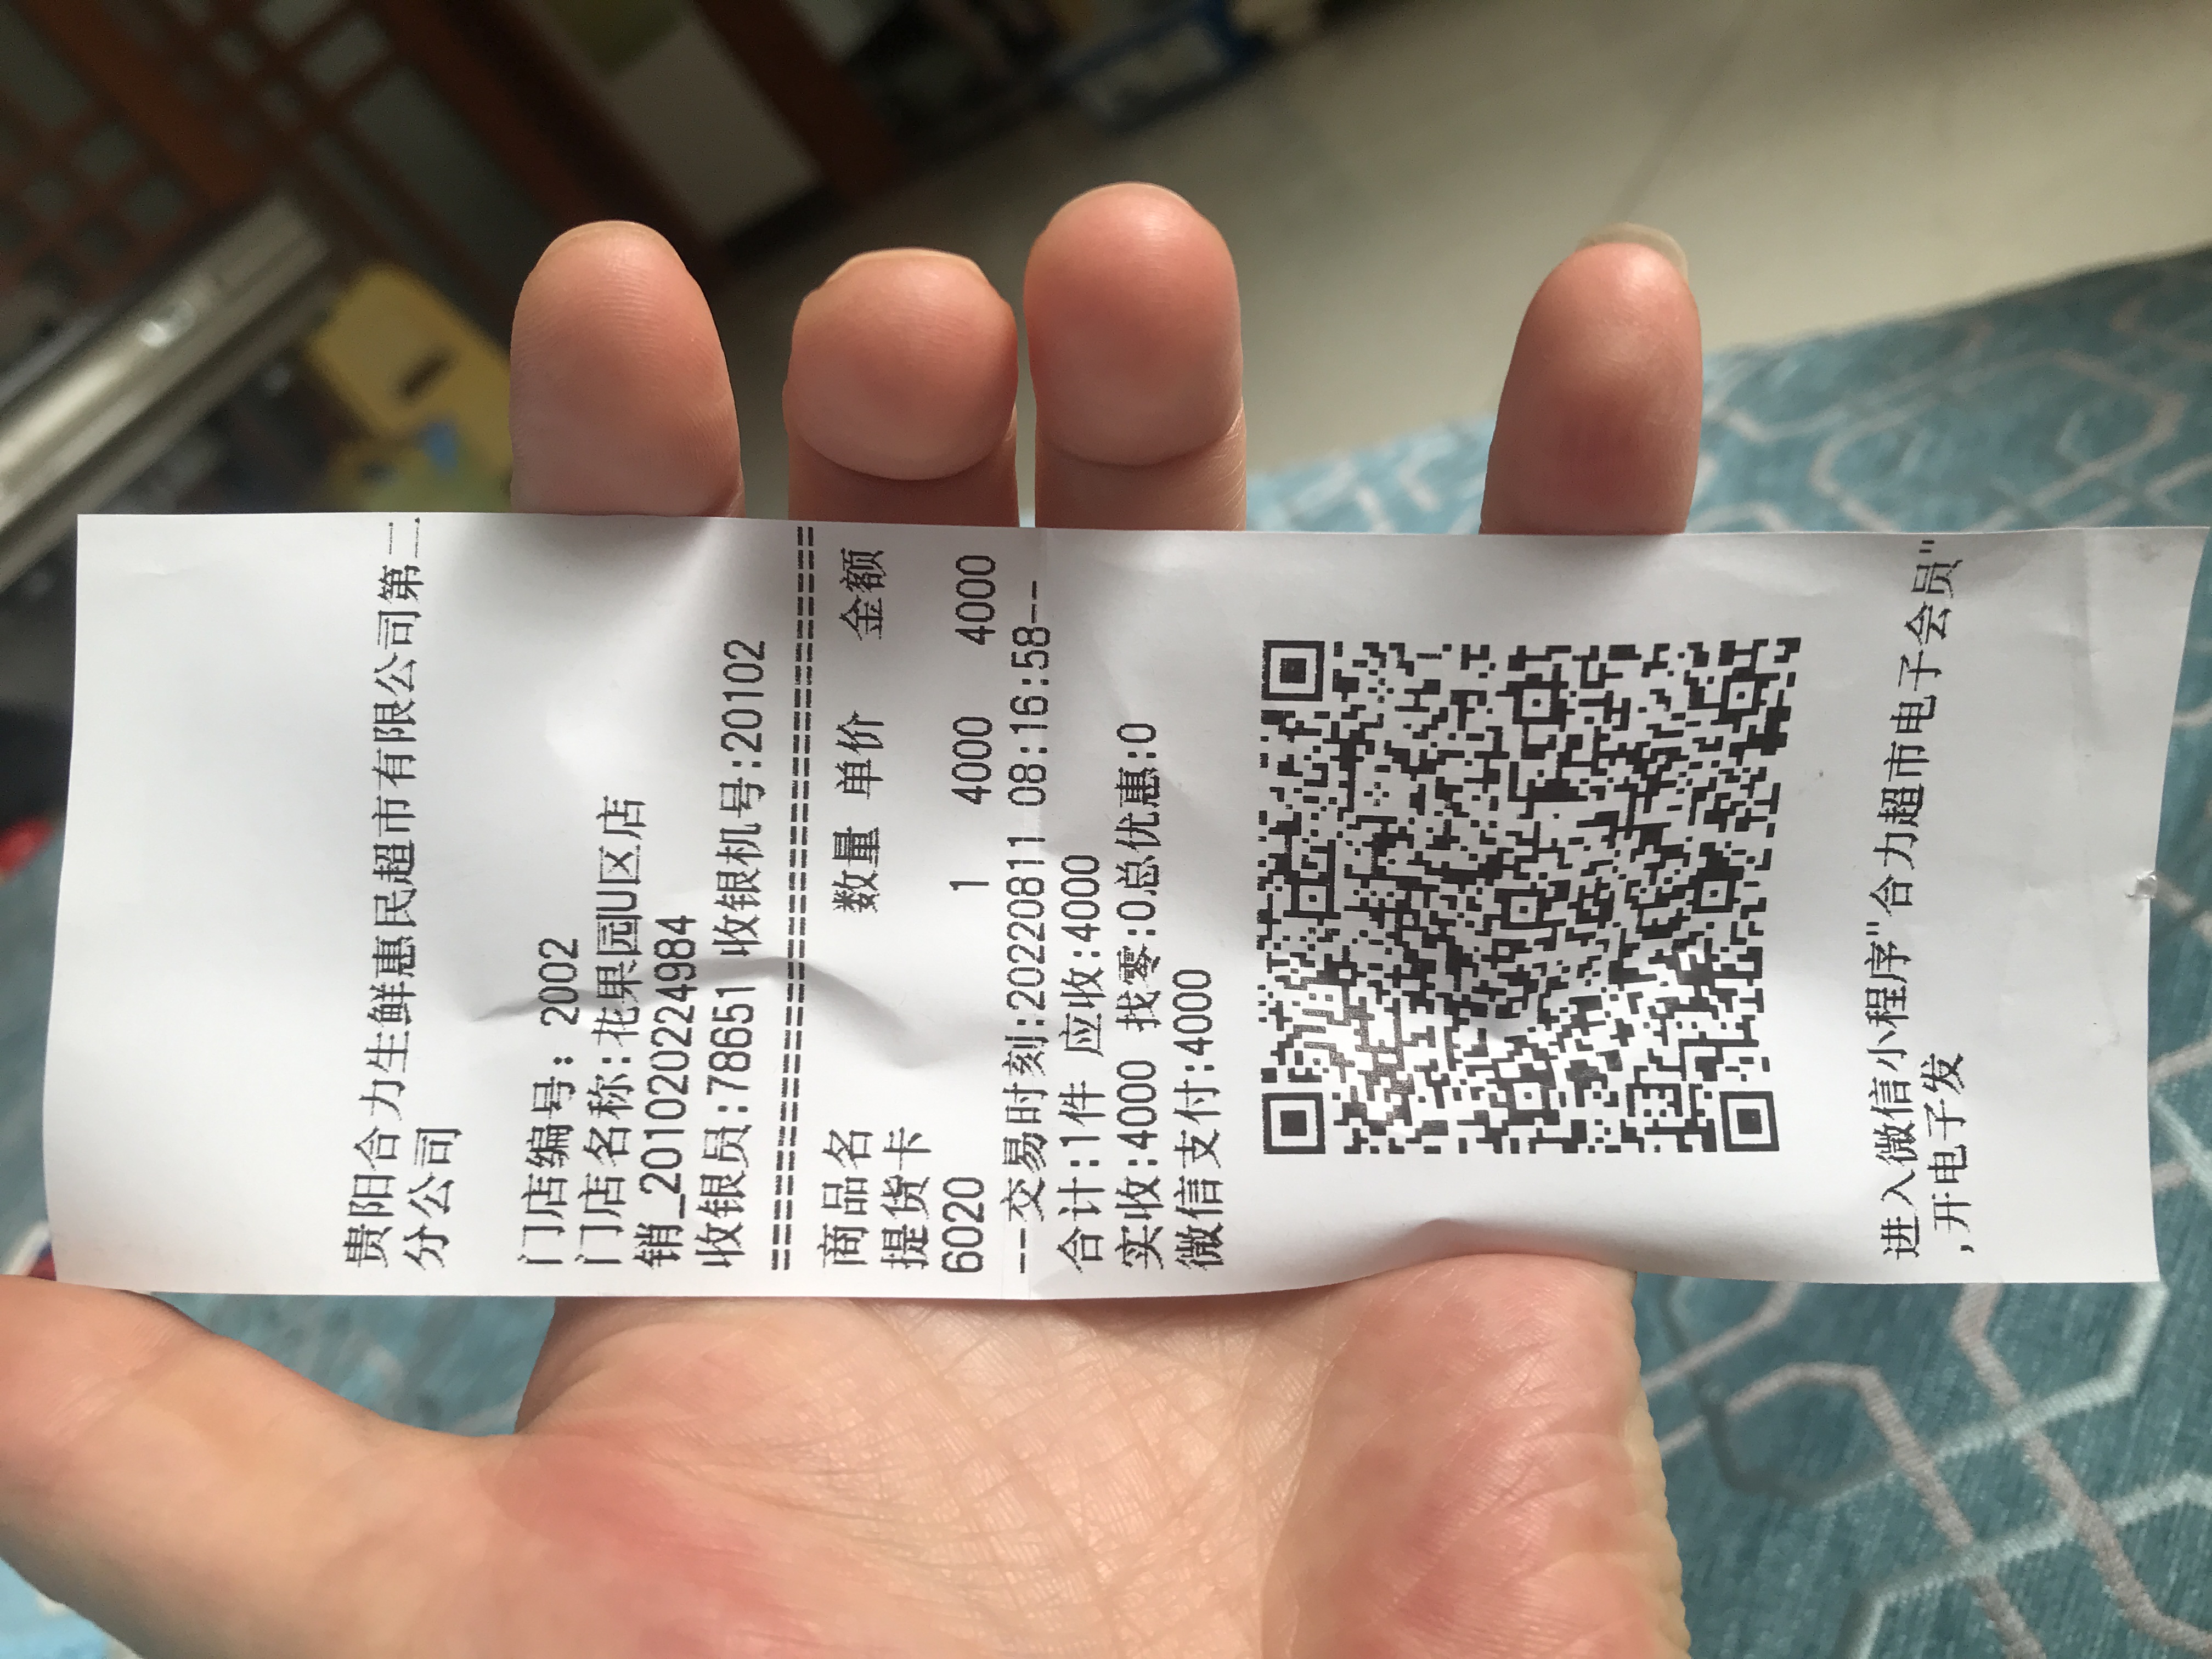 贵阳合力生鲜惠民超市有限公司第二
分公司
门店编号: 2002
门店名称:花果园U区店
销_2010202224984
收银员:78651 收银机号:20102
================================
商品名 数量 单价 金额
提货卡
6020 1 4000 4000
--交易时刻:20220811 08:16:58--
合计:1件 应收:4000
实收:4000 找零:0总优惠:0
微信支付:4000
进入微信小程序"合力超市电子会员"
,开电子发